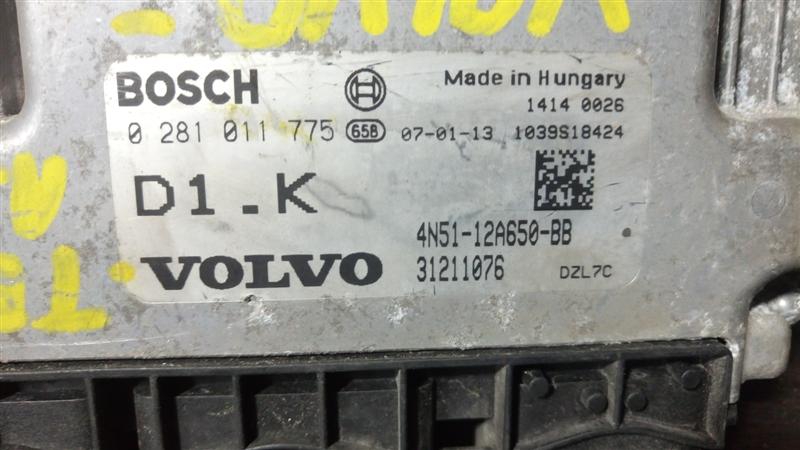 BOSCH Made in Hungary
1414 0026
0 281 011 775 658 07-01-13 1039S18424
D1.K
4N51-12A650-BB
VOLVO 31211076 DZL7C